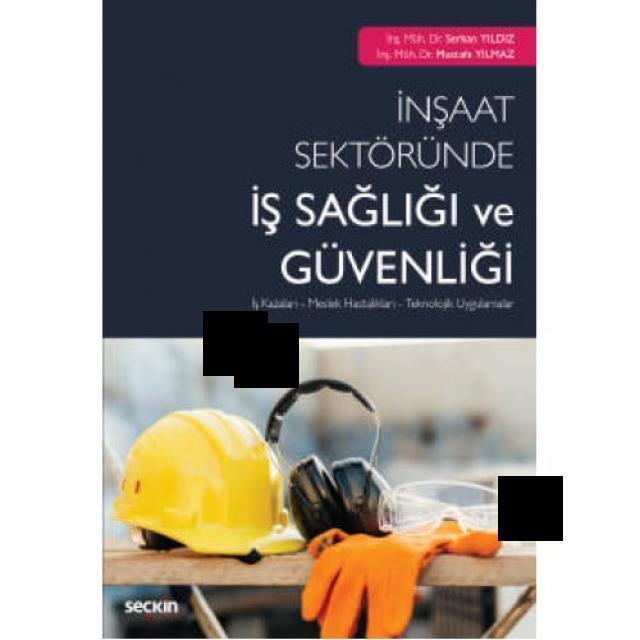 İnş. Müh. Dr. Serkan YILDIZ
İnş. Müh. Dr. Mustafa YILMAZ
İNŞAAT
SEKTÖRÜNDE
İŞ SAĞLIĞI ve
GÜVENLİĞİ
İş Kazaları - Meslek Hastalıkları - Teknolojik Uygulamalar
seçkin